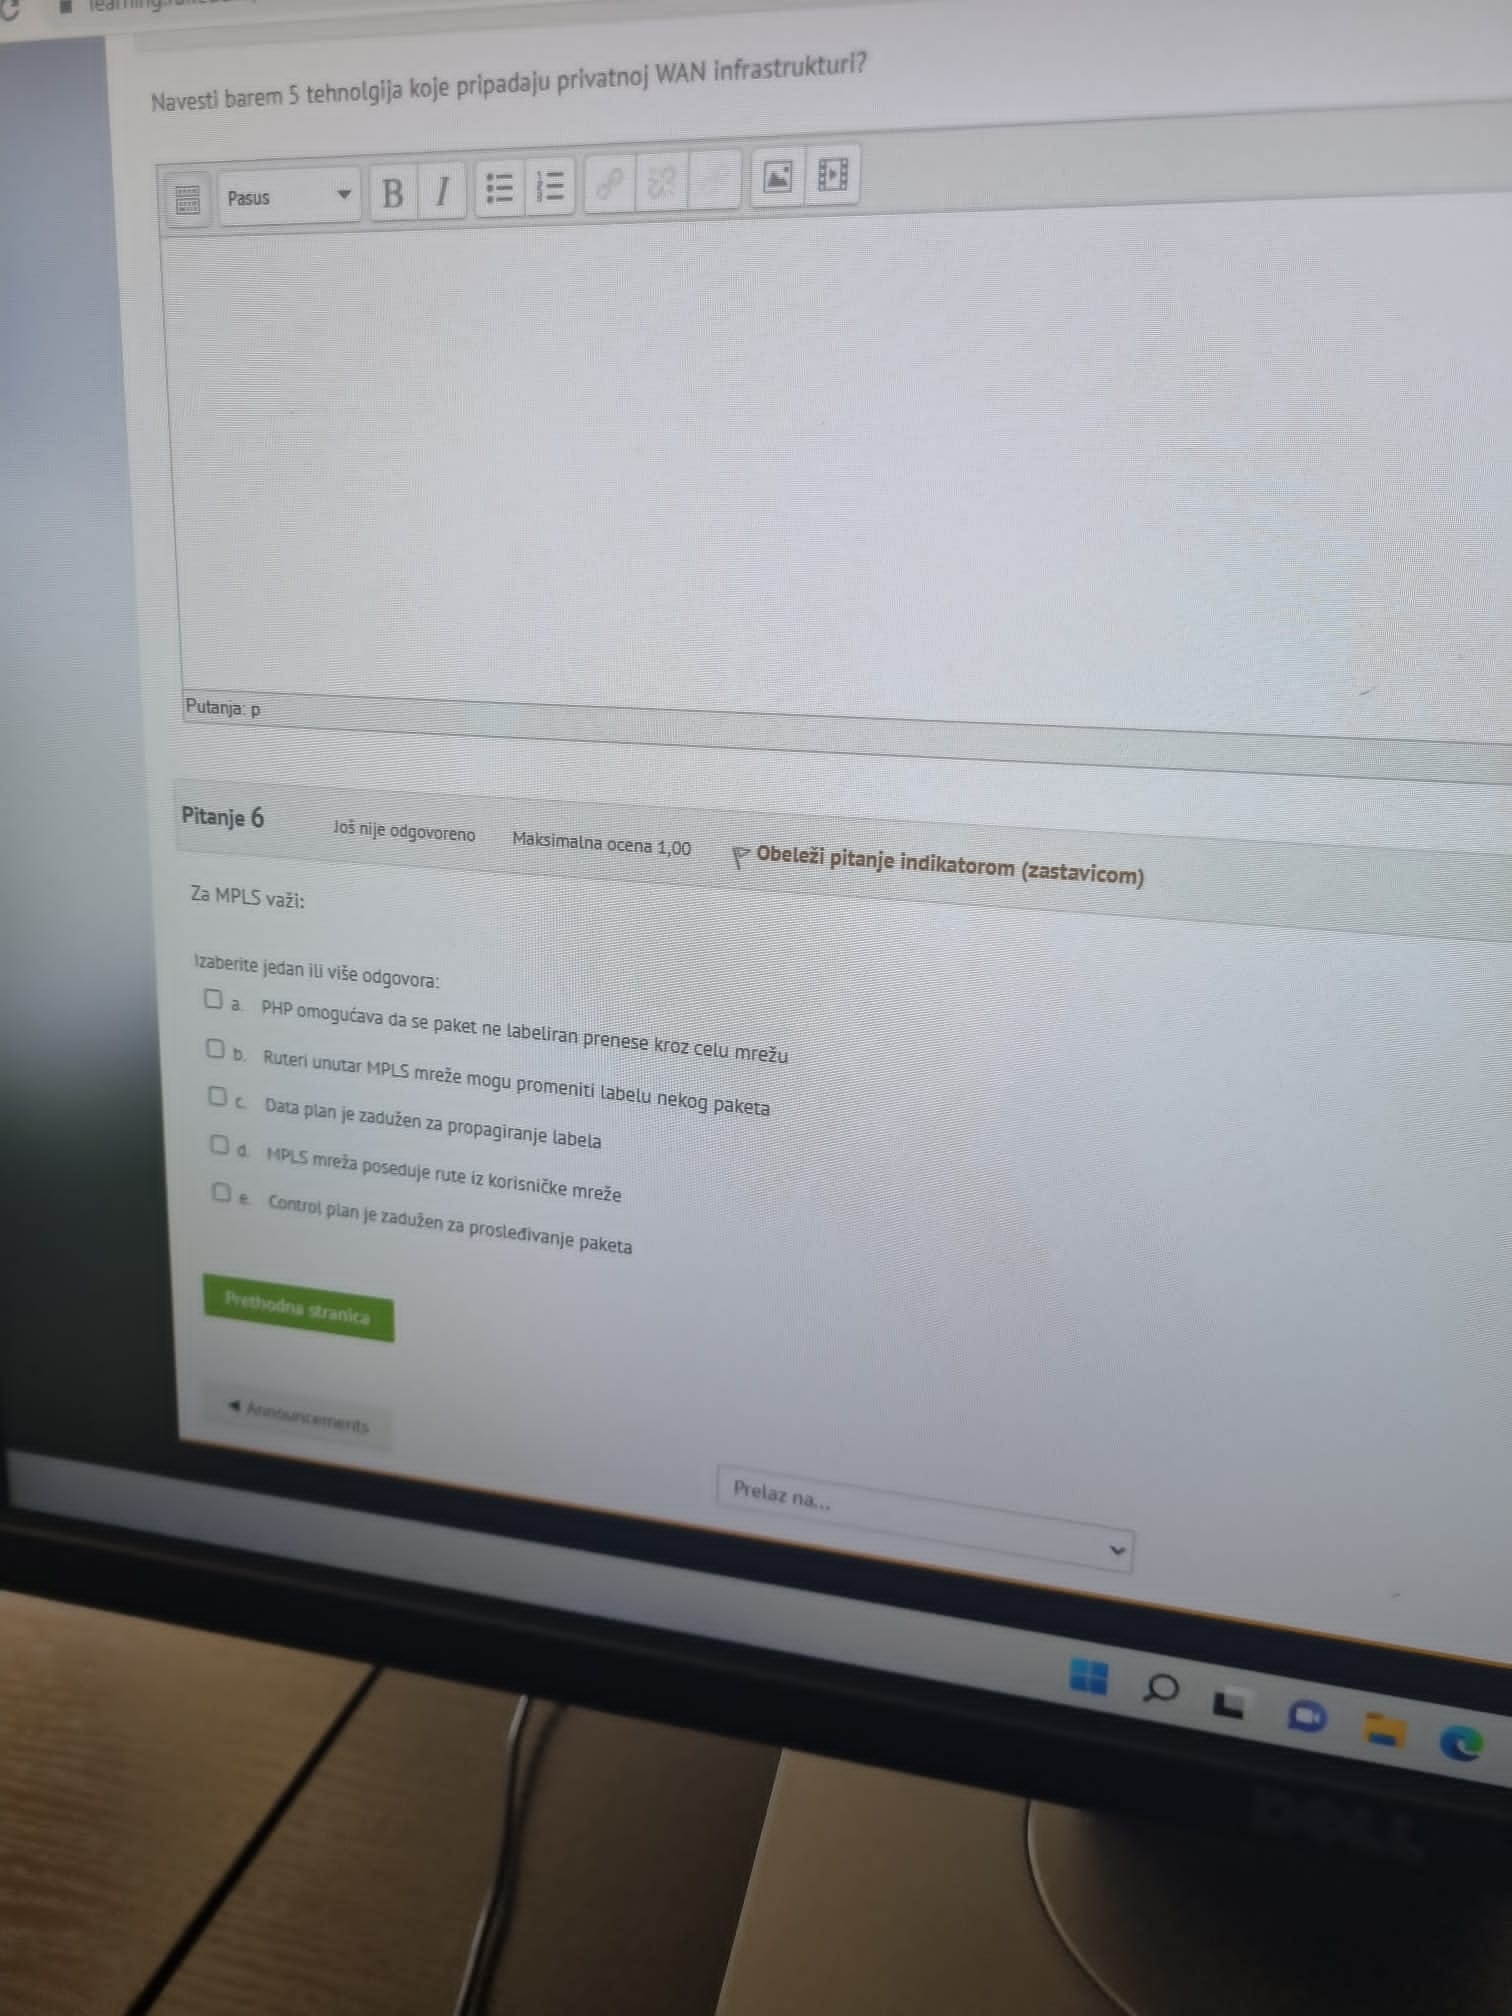 Navesti barem 5 tehnolgija koje pripadaju privatnoj WAN infrastrukturi?
Pasus
B I
Putanja: p
Pitanje 6 Još nije odgovoreno Maksimalna ocena 1,00 Obeleži pitanje indikatorom (zastavicom)
Za MPLS važi:
Izaberite jedan ili više odgovora:
a. PHP omogućava da se paket ne labeliran prenese kroz celu mrežu
b. Ruteri unutar MPLS mreže mogu promeniti labelu nekog paketa
c. Data plan je zadužen za propagiranje labela
d. MPLS mreža poseduje rute iz korisničke mreže
e. Control plan je zadužen za prosleđivanje paketa
Prethodna stranica
◄ Announcements
Prelaz na...
DELL